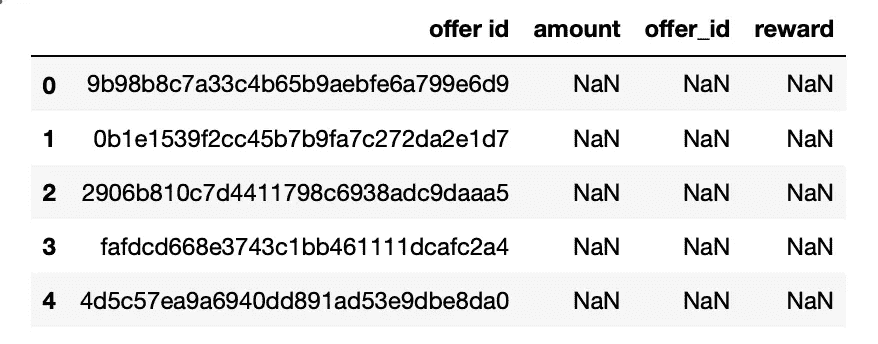 offer id amount offer_id reward
0 9b98b8c7a33c4b65b9aebfe6a799e6d9 NaN NaN NaN
1 0b1e1539f2cc45b7b9fa7c272da2e1d7 NaN NaN NaN
2 2906b810c7d4411798c6938adc9daaa5 NaN NaN NaN
3 fafdcd668e3743c1bb461111dcafc2a4 NaN NaN NaN
4 4d5c57ea9a6940dd891ad53e9dbe8da0 NaN NaN NaN